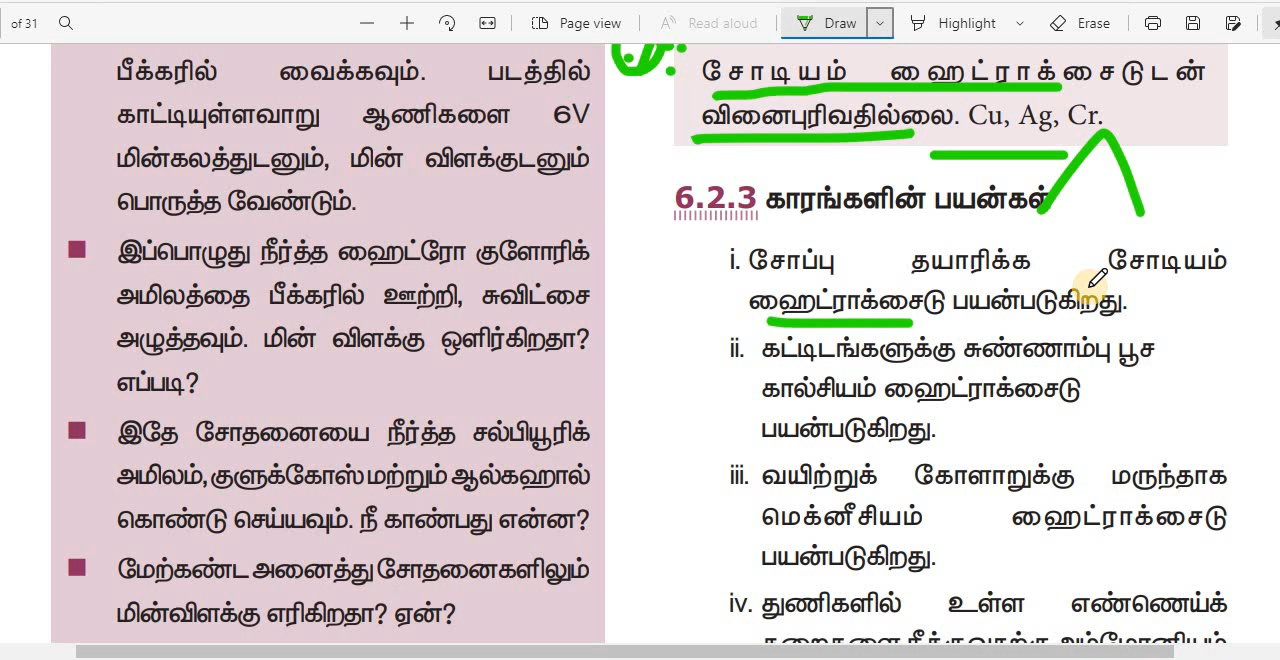 of 31
Page view
Read aloud
Draw
Highlight
Erase
பீக்கரில் வைக்கவும். படத்தில்
காட்டியுள்ளவாறு ஆணிகளை 6V
மின்கலத்துடனும், மின் விளக்குடனும்
பொருத்த வேண்டும்.
இப்பொழுது நீர்த்த ஹைட்ரோ குளோரிக்
அமிலத்தை பீக்கரில் ஊற்றி, சுவிட்சை
அழுத்தவும். மின் விளக்கு ஒளிர்கிறதா?
எப்படி?
இதே சோதனையை நீர்த்த சல்பியூரிக்
அமிலம், குளுக்கோஸ் மற்றும் ஆல்கஹால்
கொண்டு செய்யவும். நீ காண்பது என்ன?
மேற்கண்ட அனைத்து சோதனைகளிலும்
மின்விளக்கு எரிகிறதா? ஏன்?
சோடியம் ஹைட்ராக்சைடுடன்
வினைபுரிவதில்லை. Cu, Ag, Cr.
6.2.3 காரங்களின் பயன்கள்
i. சோப்பு தயாரிக்க சோடியம்
ஹைட்ராக்சைடு பயன்படுகிறது.
ii. கட்டிடங்களுக்கு சுண்ணாம்பு பூச
கால்சியம் ஹைட்ராக்சைடு
பயன்படுகிறது.
iii. வயிற்றுக் கோளாறுக்கு மருந்தாக
மெக்னீசியம் ஹைட்ராக்சைடு
பயன்படுகிறது.
iv. துணிகளில் உள்ள எண்ணெய்க்